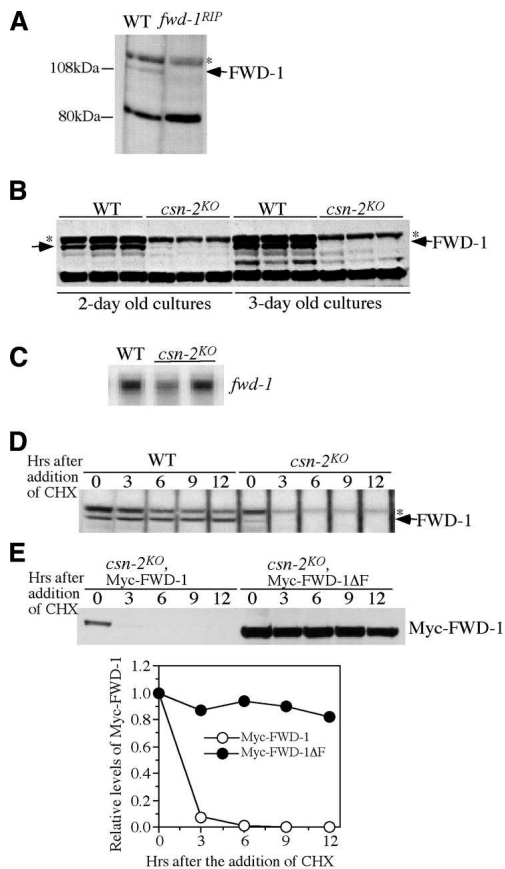 A
WT fwd-1RIP
108kDa
*
FWD-1
80kDa
B
WT csn-2KO WT csn-2KO
* *
FWD-1
2-day old cultures 3-day old cultures
C
WT csn-2KO
fwd-1
D
Hrs after addition of CHX
WT csn-2KO
0 3 6 9 12 0 3 6 9 12
*
FWD-1
E
csn-2KO, Myc-FWD-1
csn-2KO, Myc-FWD-1ΔF
Hrs after addition of CHX
0 3 6 9 12 0 3 6 9 12
Myc-FWD-1
Relative levels of Myc-FWD-1
1.2
1.0
0.8
0.6
0.4
0.2
0.0
Myc-FWD-1
Myc-FWD-1ΔF
0 3 6 9 12
Hrs after the addition of CHX